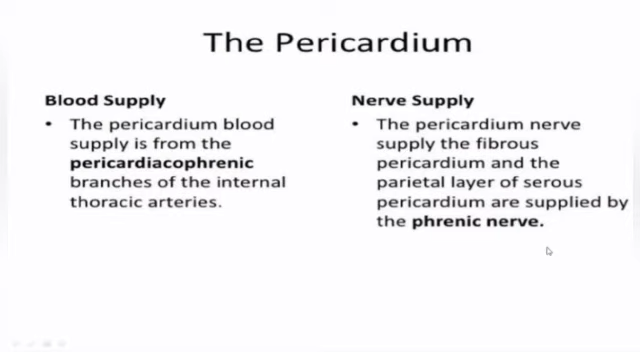 The Pericardium
Blood Supply
• The pericardium blood
supply is from the
pericardiacophrenic
branches of the internal
thoracic arteries.
Nerve Supply
• The pericardium nerve
supply the fibrous
pericardium and the
parietal layer of serous
pericardium are supplied by
the phrenic nerve.